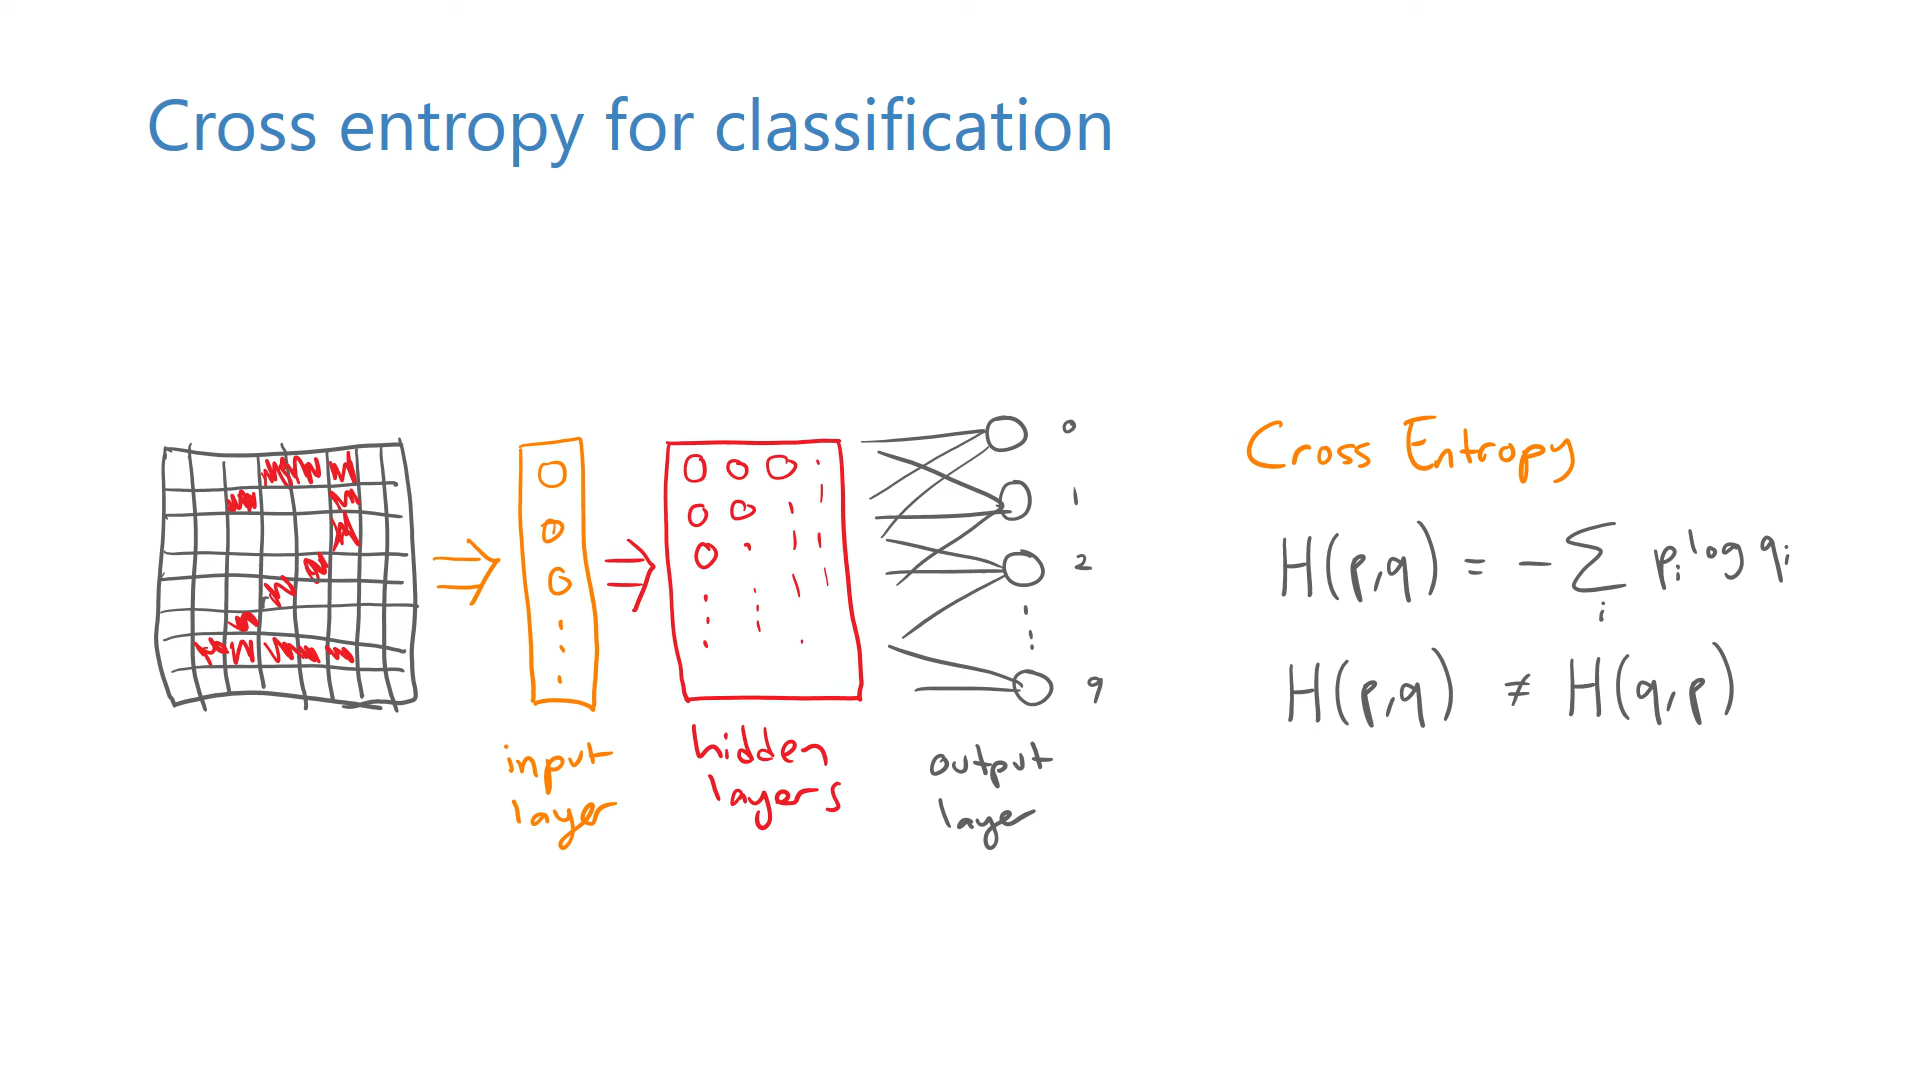 Cross entropy for classification
0
1
2
9
input
layer
hidden
layers
output
layer
Cross Entropy
H(p,q) = - ∑ᵢ pᵢ log qᵢ
H(p,q) ≠ H(q,p)